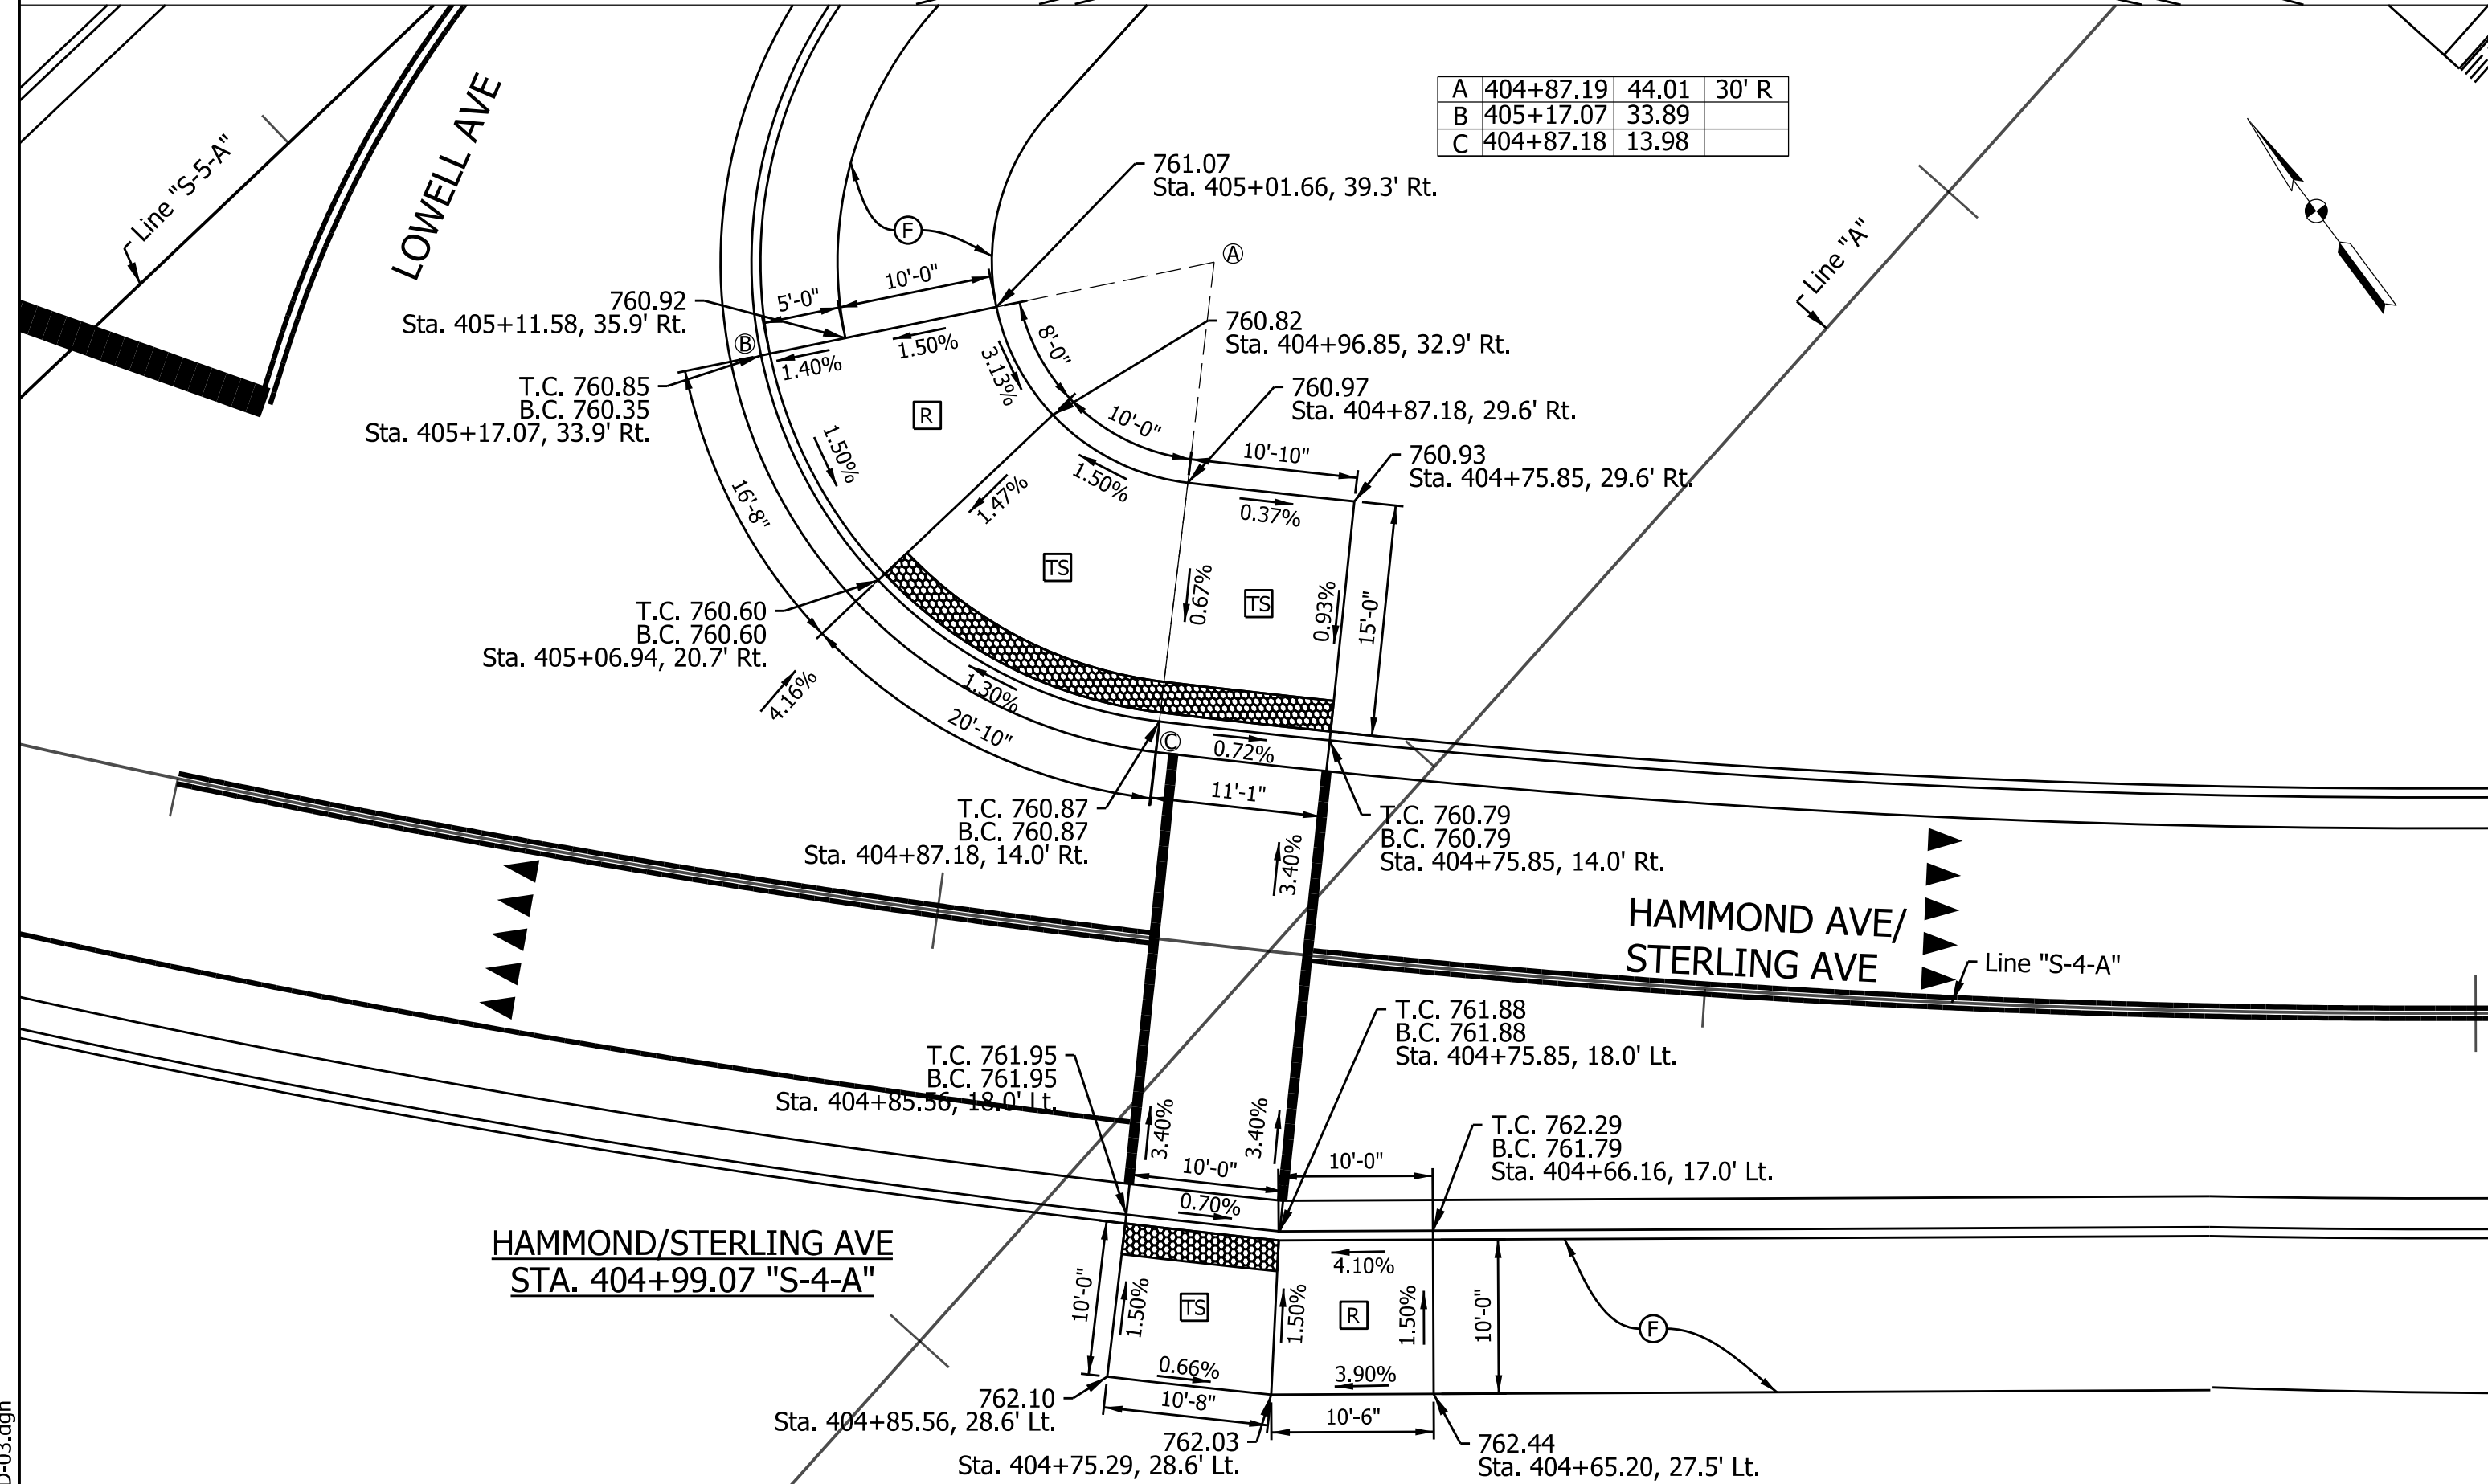 A 404+87.19 44.01 30' R
B 405+17.07 33.89
C 404+87.18 13.98
Line "S-5-A"
LOWELL AVE
761.07
Sta. 405+01.66, 39.3' Rt.
F
A
Line "A"
10'-0"
5'-0"
760.92
Sta. 405+11.58, 35.9' Rt.
760.82
Sta. 404+96.85, 32.9' Rt.
B
1.40%
1.50%
3.13%
8'-0"
T.C. 760.85
B.C. 760.35
Sta. 405+17.07, 33.9' Rt.
760.97
Sta. 404+87.18, 29.6' Rt.
R
10'-0"
10'-10"
760.93
Sta. 404+75.85, 29.6' Rt.
1.50%
16'-8"
1.47%
1.50%
0.37%
TS
TS
0.67%
0.93%
15'-0"
T.C. 760.60
B.C. 760.60
Sta. 405+06.94, 20.7' Rt.
4.16%
1.30%
20'-10"
C
0.72%
11'-1"
T.C. 760.87
B.C. 760.87
Sta. 404+87.18, 14.0' Rt.
T.C. 760.79
B.C. 760.79
Sta. 404+75.85, 14.0' Rt.
3.40%
HAMMOND AVE/
STERLING AVE
Line "S-4-A"
T.C. 761.88
B.C. 761.88
Sta. 404+75.85, 18.0' Lt.
T.C. 761.95
B.C. 761.95
Sta. 404+85.56, 18.0' Lt.
3.40%
3.40%
10'-0"
10'-0"
T.C. 762.29
B.C. 761.79
Sta. 404+66.16, 17.0' Lt.
0.70%
HAMMOND/STERLING AVE
STA. 404+99.07 "S-4-A"
4.10%
10'-0"
1.50%
TS
1.50%
R
1.50%
10'-0"
F
0.66%
3.90%
10'-8"
10'-6"
762.10
Sta. 404+85.56, 28.6' Lt.
762.03
Sta. 404+75.29, 28.6' Lt.
762.44
Sta. 404+65.20, 27.5' Lt.
D-03.dgn